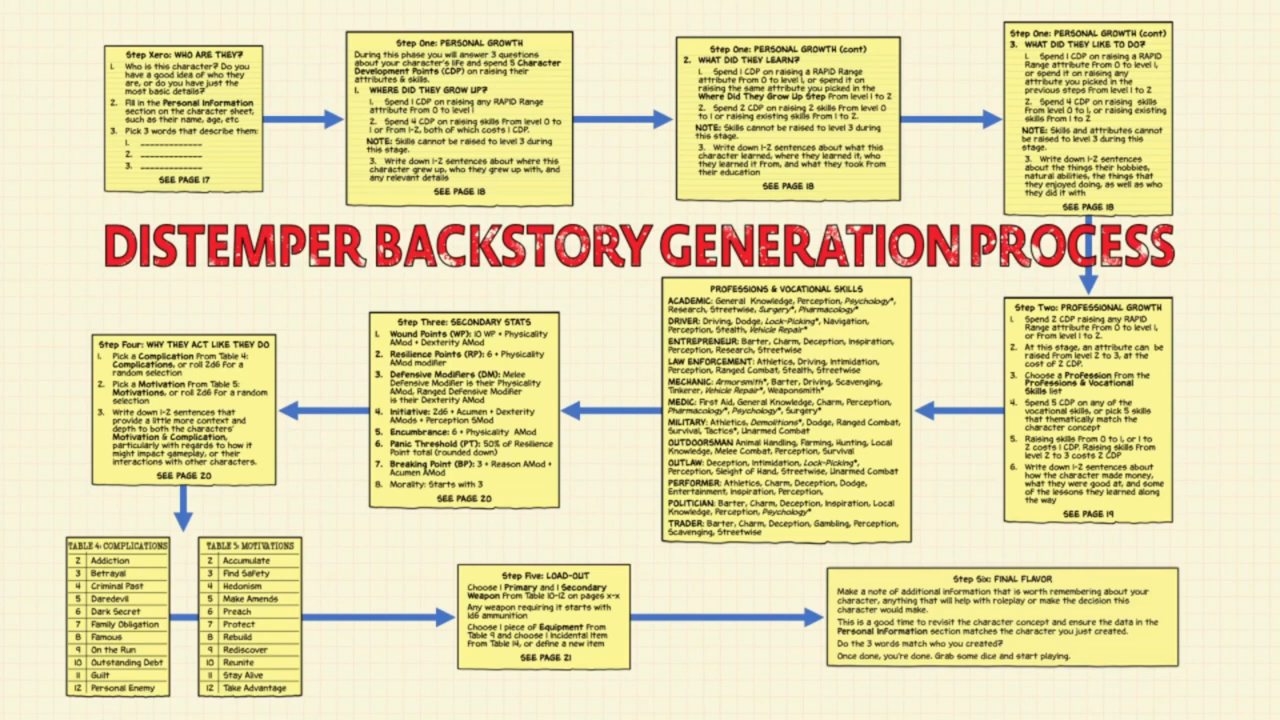 Step Xero: WHO ARE THEY?
1. Who is this character? Do you
have a good idea of who they
are, or do you have just the
most basic details?
2. Fill in the Personal Information
section on the character sheet,
such as their name, age, etc
3. Pick 3 words that describe them:
1. _____________
2. _____________
3. _____________
SEE PAGE 17
Step One: PERSONAL GROWTH
During this phase you will answer 3 questions
about your character's life and spend 5 Character
Development Points (CDP) on raising their
attributes & skills.
1. WHERE DID THEY GROW UP?
1. Spend 1 CDP on raising any RAPID Range
attribute from 0 to level 1
2. Spend 4 CDP on raising skills from level 0 to
1 or from 1-2, both of which costs 1 CDP.
NOTE: Skills cannot be raised to level 3 during
this stage.
3. Write down 1-2 sentences about where this
character grew up, who they grew up with, and
any relevant details
SEE PAGE 18
Step One: PERSONAL GROWTH (cont)
2. WHAT DID THEY LEARN?
1. Spend 1 CDP on raising a RAPID Range
attribute from 0 to level 1, or spend it on
raising the same attribute you picked in the
Where Did They Grow Up Step from level 1 to 2
2. Spend 2 CDP on raising 2 skills from level 0
to 1 or raising existing skills from 1 to 2.
NOTE: Skills cannot be raised to level 3 during
this stage.
3. Write down 1-2 sentences about what this
character learned, where they learned it, who
they learned it from, and what they took from
their education
SEE PAGE 18
Step One: PERSONAL GROWTH (cont)
3. WHAT DID THEY LIKE TO DO?
1. Spend 1 CDP on raising a RAPID
Range attribute from 0 to level 1,
or spend it on raising any
attribute you picked in the
previous steps from level 1 to 2
2. Spend 4 CDP on raising skills
from level 0 to 1, or raising existing
skills from 1 to 2
NOTE: Skills and attributes cannot
be raised to level 3 during this
stage.
3. Write down 1-2 sentences
about the things their hobbies,
natural abilities, the things that
they enjoyed doing, as well as who
they did it with
SEE PAGE 18
DISTEMPER BACKSTORY GENERATION PROCESS
Step Two: PROFESSIONAL GROWTH
1. Spend 2 CDP raising any RAPID
Range attribute from 0 to level 1,
or from level 1 to 2.
2. At this stage, an attribute can be
raised from level 2 to 3, at the
cost of 2 CDP.
3. Choose a Profession from the
Professions & Vocational
Skills list
4. Spend 5 CDP on any of the
vocational skills, or pick 5 skills
that thematically match the
character concept
5. Raising skills from 0 to 1, or 1 to
2 costs 1 CDP. Raising skills from
level 2 to 3 costs 2 CDP
6. Write down 1-2 sentences about
how the character made money,
what they were good at, and some
of the lessons they learned along
the way
SEE PAGE 19
PROFESSIONS & VOCATIONAL SKILLS
ACADEMIC: General Knowledge, Perception, Psychology*,
Research, Streetwise, Surgery*, Pharmacology*
DRIVER: Driving, Dodge, Lock-Picking*, Navigation,
Perception, Stealth, Vehicle Repair*
ENTREPRENEUR: Barter, Charm, Deception, Inspiration,
Perception, Research, Streetwise
LAW ENFORCEMENT: Athletics, Driving, Intimidation,
Perception, Ranged Combat, Stealth, Streetwise
MECHANIC: Armorsmith*, Barter, Driving, Scavenging,
Tinkerer, Vehicle Repair*, Weaponsmith*
MEDIC: First Aid, General Knowledge, Charm, Perception,
Pharmacology*, Psychology*, Surgery*
MILITARY: Athletics, Demolitions*, Dodge, Ranged Combat,
Survival, Tactics*, Unarmed Combat
OUTDOORSMAN Animal Handling, Farming, Hunting, Local
Knowledge, Melee Combat, Perception, Survival
OUTLAW: Deception, Intimidation, Lock-Picking*,
Perception, Sleight of Hand, Streetwise, Unarmed Combat
PERFORMER: Athletics, Charm, Deception, Dodge,
Entertainment, Inspiration, Perception,
POLITICIAN: Barter, Charm, Deception, Inspiration, Local
Knowledge, Perception, Psychology*
TRADER: Barter, Charm, Deception, Gambling, Perception,
Scavenging, Streetwise
Step Three: SECONDARY STATS
1. Wound Points (WP): 10 WP + Physicality
AMod + Dexterity AMod
2. Resilience Points (RP): 6 + Physicality
AMod modifier
3. Defensive Modifiers (DM): Melee
Defensive Modifier is their Physicality
AMod, Ranged Defensive Modifier
is their Dexterity AMod
4. Initiative: 2d6 + Acumen + Dexterity
AMods + Perception SMod
5. Encumbrance: 6 + Physicality AMod
6. Panic Threshold (PT): 50% of Resilience
Point total (rounded down)
7. Breaking Point (BP): 3 + Reason AMod +
Acumen AMod
8. Morality: Starts with 3
SEE PAGE 20
Step Four: WHY THEY ACT LIKE THEY DO
1. Pick a Complication from Table 4:
Complications, or roll 2d6 for a
random selection
2. Pick a Motivation from Table 5:
Motivations, or roll 2d6 for a random
selection
3. Write down 1-2 sentences that
provide a little more context and
depth to both the characters'
Motivation & Complication,
particularly with regards to how it
might impact gameplay, or their
interactions with other characters.
SEE PAGE 20
TABLE 4: COMPLICATIONS
2 Addiction
3 Betrayal
4 Criminal Past
5 Daredevil
6 Dark Secret
7 Family Obligation
8 Famous
9 On the Run
10 Outstanding Debt
11 Guilt
12 Personal Enemy
TABLE 5: MOTIVATIONS
2 Accumulate
3 Find Safety
4 Hedonism
5 Make Amends
6 Preach
7 Protect
8 Rebuild
9 Rediscover
10 Reunite
11 Stay Alive
12 Take Advantage
Step Five: LOAD-OUT
Choose 1 Primary and 1 Secondary
Weapon from Table 10-12 on pages x-x
Any weapon requiring it starts with
1d6 ammunition
Choose 1 piece of Equipment from
Table 9 and choose 1 Incidental Item
from Table 14, or define a new item
SEE PAGE 21
Step Six: FINAL FLAVOR
Make a note of additional information that is worth remembering about your
character, anything that will help with roleplay or make the decision this
character would make.
This is a good time to revisit the character concept and ensure the data in the
Personal Information section matches the character you just created.
Do the 3 words match who you created?
Once done, you're done. Grab some dice and start playing.